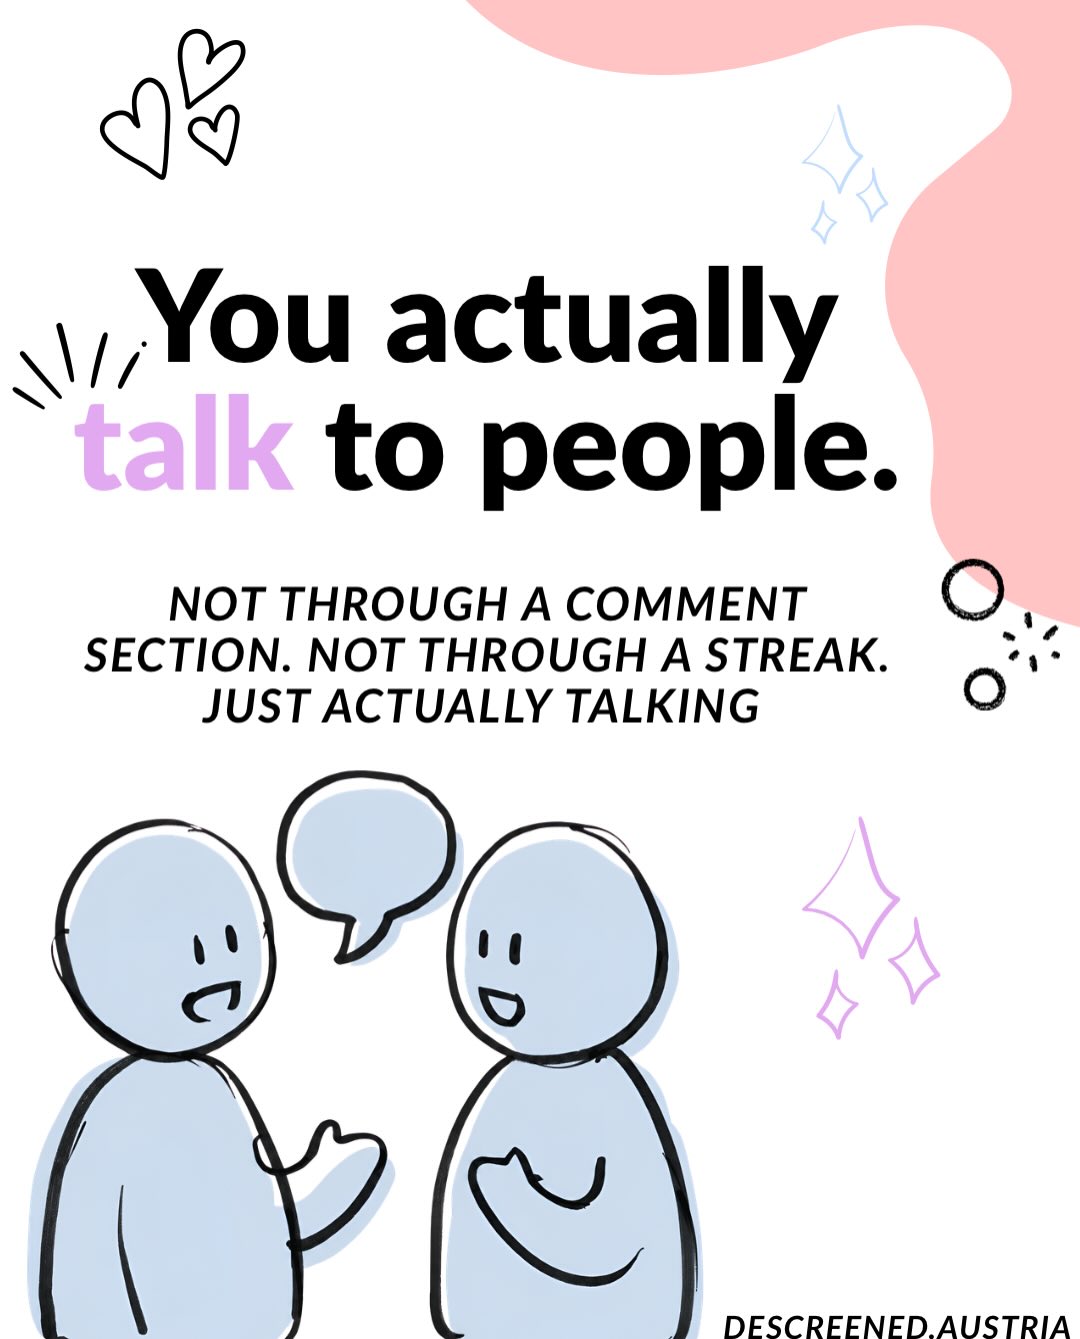 You actually
talk to people.
NOT THROUGH A COMMENT
SECTION. NOT THROUGH A STREAK.
JUST ACTUALLY TALKING
DESCREENED.AUSTRIA